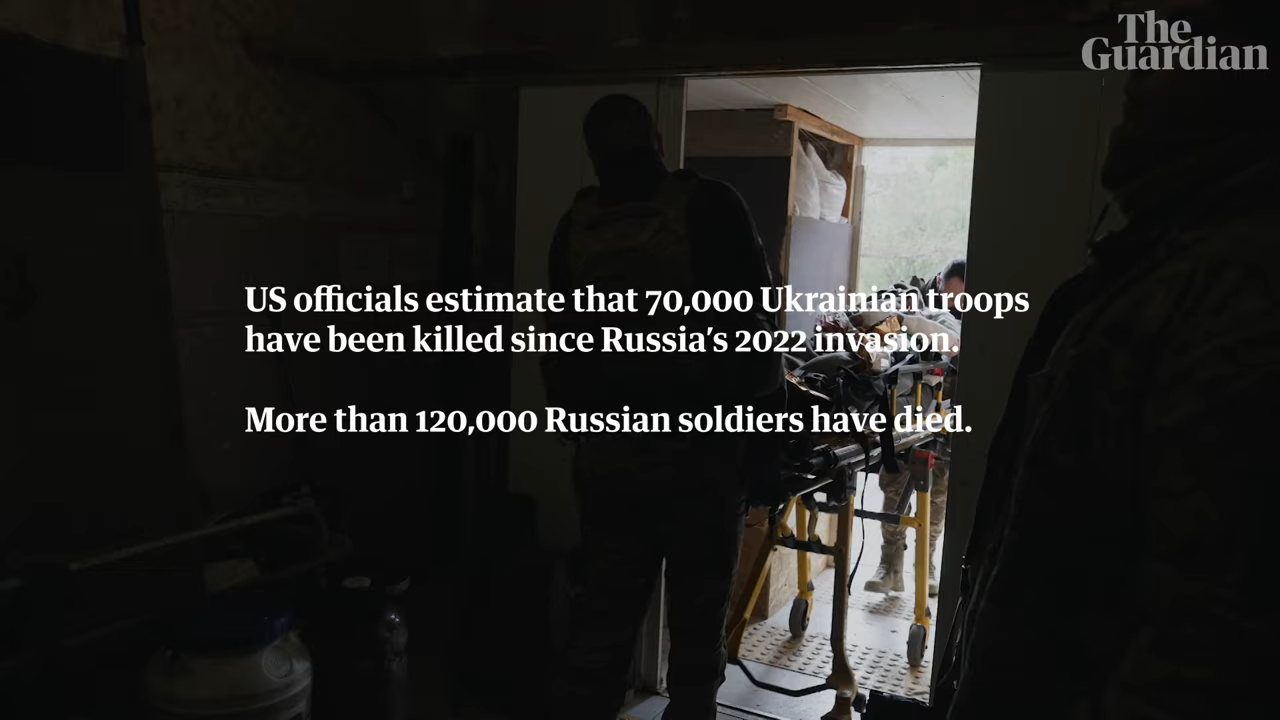 The
Guardian
US officials estimate that 70,000 Ukrainian troops
have been killed since Russia’s 2022 invasion.
More than 120,000 Russian soldiers have died.